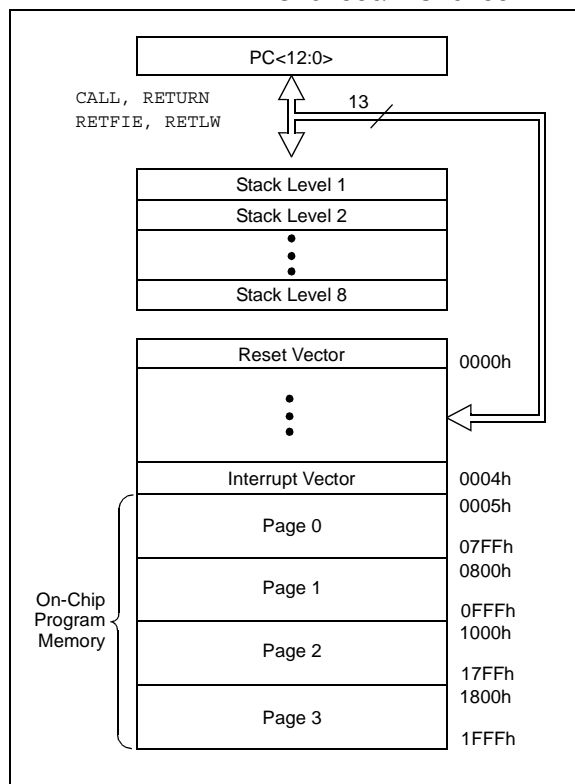 PC<12:0>
CALL, RETURN
RETFIE, RETLW
13
Stack Level 1
Stack Level 2
Stack Level 8
Reset Vector
0000h
Interrupt Vector
0004h
0005h
Page 0
07FFh
0800h
Page 1
0FFFh
1000h
Page 2
17FFh
1800h
Page 3
1FFFh
On-Chip
Program
Memory